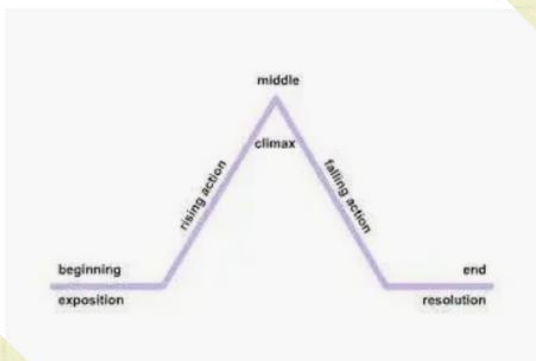 middle
climax
rising action
falling action
beginning
end
exposition
resolution